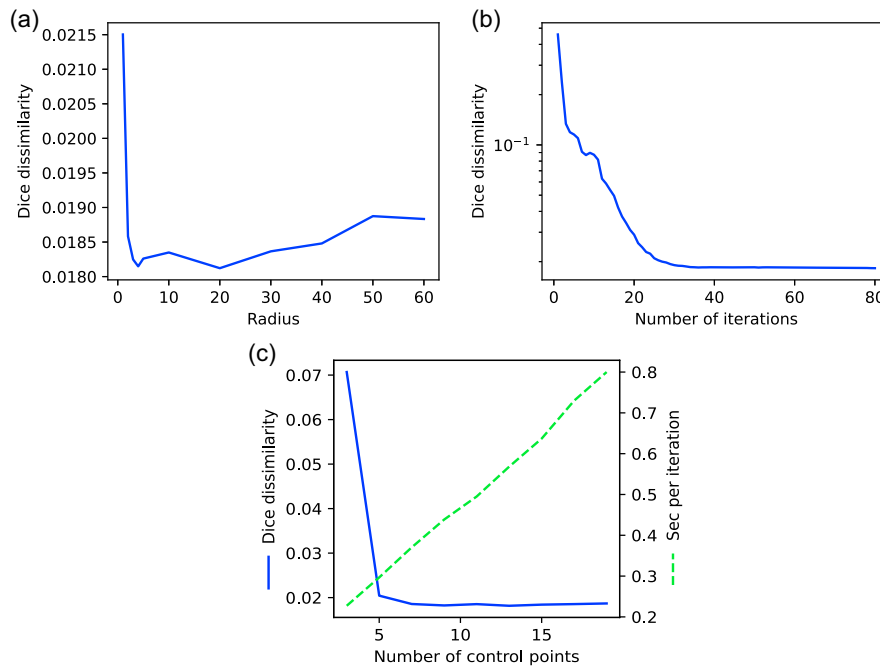 (a)
Dice dissimilarity
0.0215
0.0210
0.0205
0.0200
0.0195
0.0190
0.0185
0.0180
0 10 20 30 40 50 60
Radius
(b)
Dice dissimilarity
10⁻¹
0 20 40 60 80
Number of iterations
(c)
Dice dissimilarity
0.07
0.06
0.05
0.04
0.03
0.02
5 10 15
Number of control points
0.8
0.7
0.6
0.5
0.4
0.3
0.2
Sec per iteration